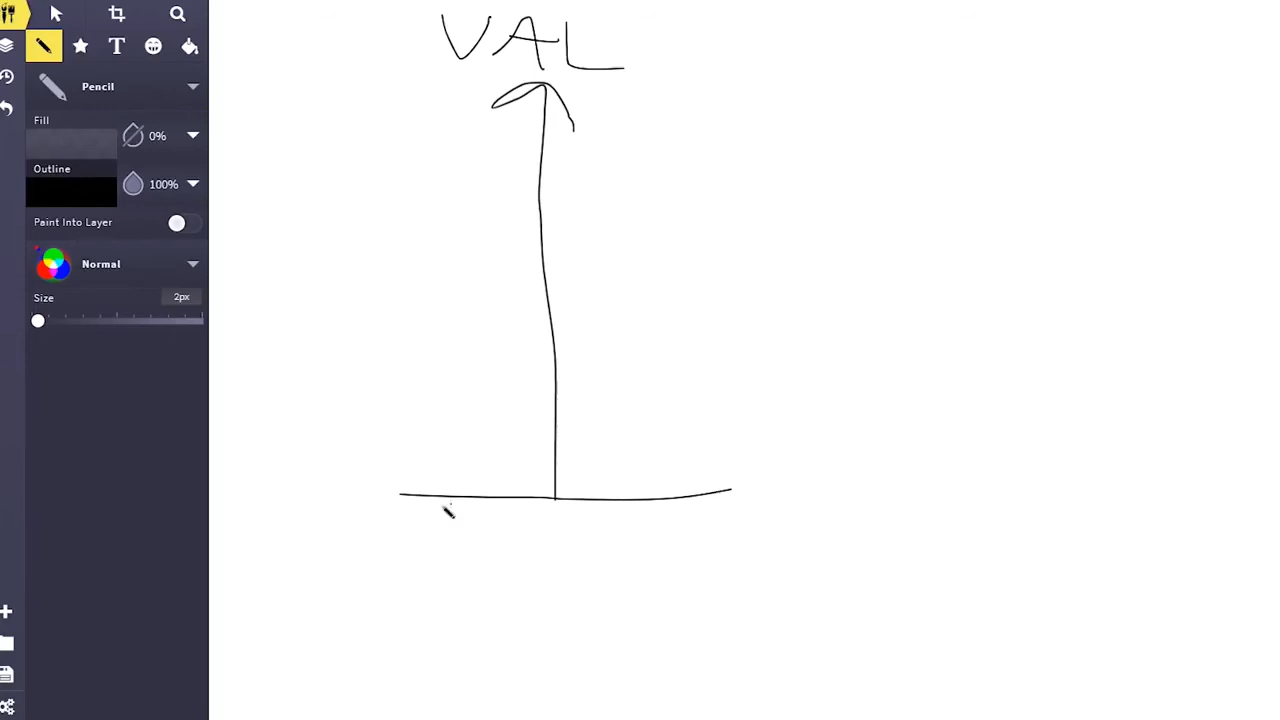 VAL
Pencil
Fill
0%
Outline
100%
Paint Into Layer
Normal
Size
2px